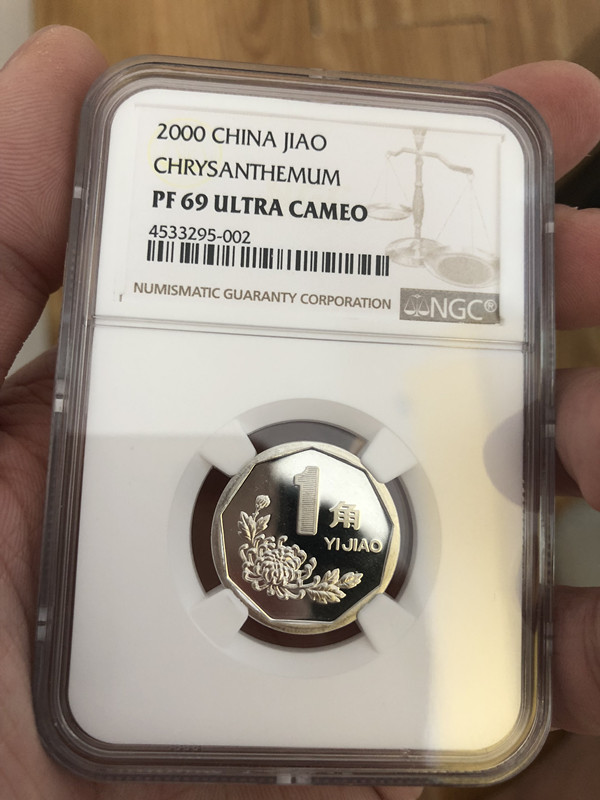 2000 CHINA JIAO
CHRYSANTHEMUM
PF 69 ULTRA CAMEO
4533295-002
NUMISMATIC GUARANTY CORPORATION
NGC®
1角
YI JIAO